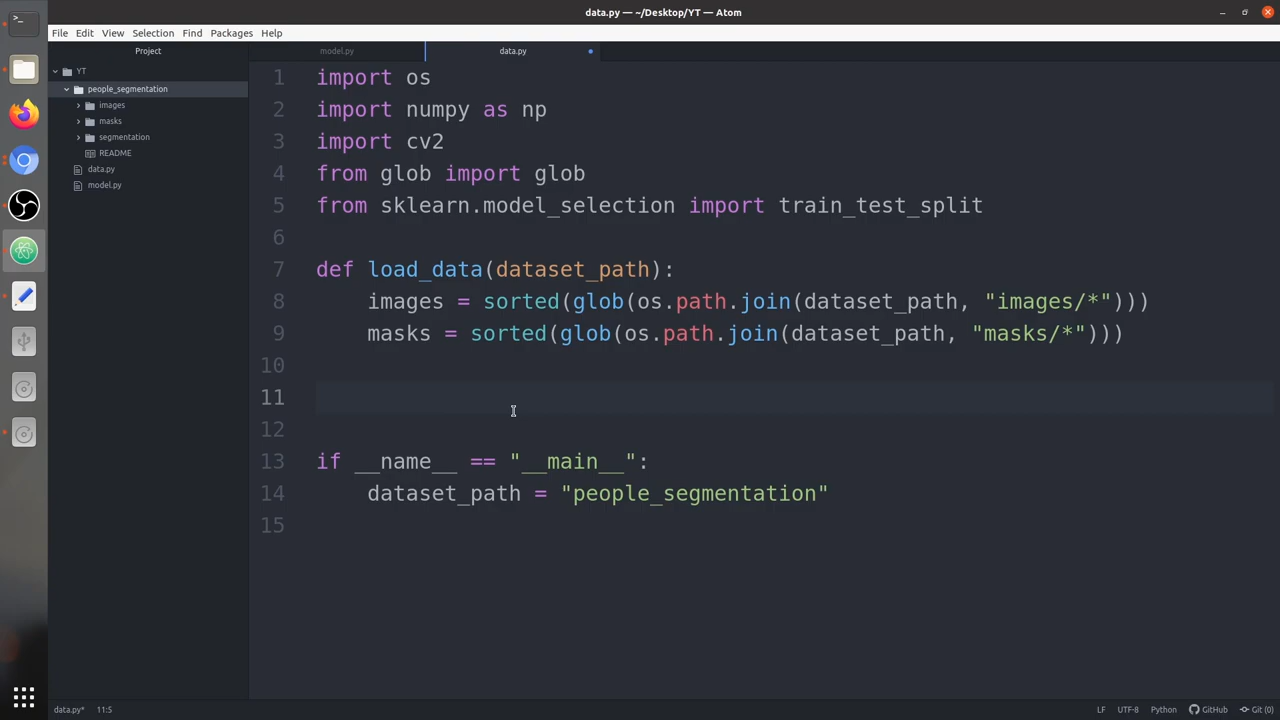 data.py — ~/Desktop/YT — Atom
File Edit View Selection Find Packages Help
Project
model.py
data.py
YT
people_segmentation
images
masks
segmentation
README
data.py
model.py
1 import os
2 import numpy as np
3 import cv2
4 from glob import glob
5 from sklearn.model_selection import train_test_split
6
7 def load_data(dataset_path):
8     images = sorted(glob(os.path.join(dataset_path, "images/*")))
9     masks = sorted(glob(os.path.join(dataset_path, "masks/*")))
10
11
12
13 if __name__ == "__main__":
14     dataset_path = "people_segmentation"
15
data.py* 11:5 LF UTF-8 Python GitHub Git (0)